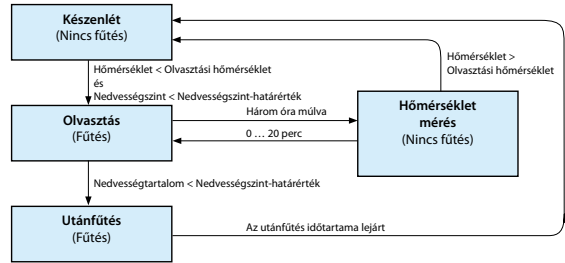 Készenlét
(Nincs fűtés)
Hőmérséklet >
Olvasztási hőmérséklet
Hőmérséklet < Olvasztási hőmérséklet
és
Nedvességszint < Nedvességszint-határérték
Olvasztás
(Fűtés)
Három óra múlva
0 … 20 perc
Hőmérséklet
mérés
(Nincs fűtés)
Nedvességtartalom < Nedvességszint-határérték
Utánfűtés
(Fűtés)
Az utánfűtés időtartama lejárt